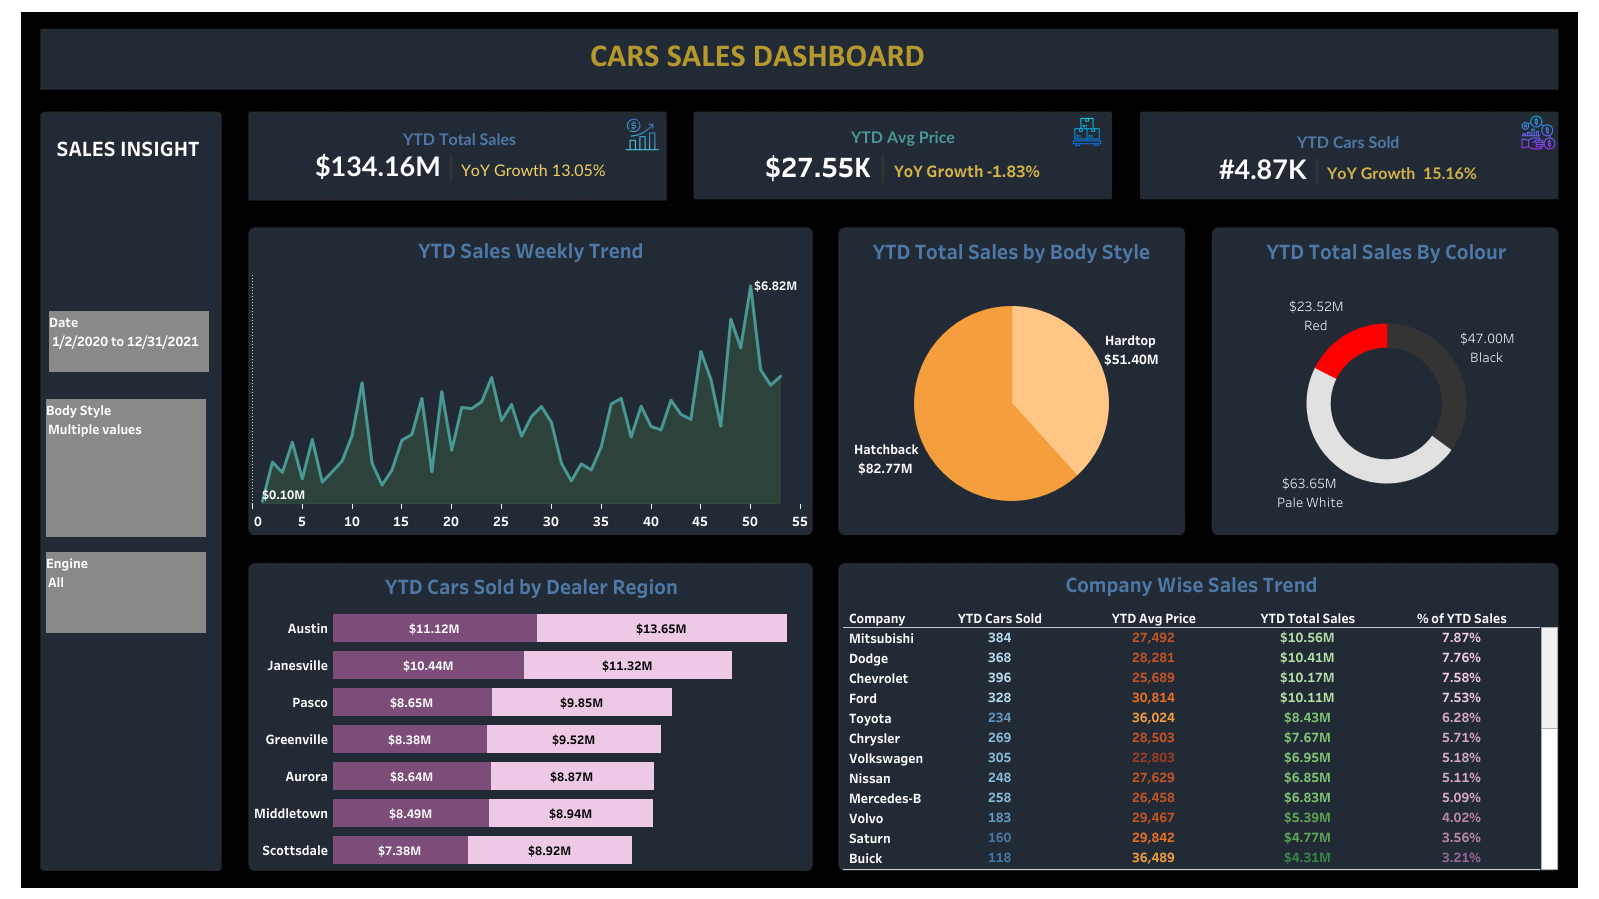 CARS SALES DASHBOARD
SALES INSIGHT
Date
1/2/2020 to 12/31/2021
Body Style
Multiple values
Engine
All
YTD Total Sales
$134.16M YoY Growth 13.05%
YTD Avg Price
$27.55K YoY Growth -1.83%
YTD Cars Sold
#4.87K YoY Growth 15.16%
YTD Sales Weekly Trend
$6.82M
$0.10M
0 5 10 15 20 25 30 35 40 45 50 55
YTD Total Sales by Body Style
Hardtop
$51.40M
Hatchback
$82.77M
YTD Total Sales By Colour
$23.52M
Red
$47.00M
Black
$63.65M
Pale White
YTD Cars Sold by Dealer Region
Austin $11.12M $13.65M
Janesville $10.44M $11.32M
Pasco $8.65M $9.85M
Greenville $8.38M $9.52M
Aurora $8.64M $8.87M
Middletown $8.49M $8.94M
Scottsdale $7.38M $8.92M
Company Wise Sales Trend
Company YTD Cars Sold YTD Avg Price YTD Total Sales % of YTD Sales
Mitsubishi 384 27,492 $10.56M 7.87%
Dodge 368 28,281 $10.41M 7.76%
Chevrolet 396 25,689 $10.17M 7.58%
Ford 328 30,814 $10.11M 7.53%
Toyota 234 36,024 $8.43M 6.28%
Chrysler 269 28,503 $7.67M 5.71%
Volkswagen 305 22,803 $6.95M 5.18%
Nissan 248 27,629 $6.85M 5.11%
Mercedes-B 258 26,458 $6.83M 5.09%
Volvo 183 29,467 $5.39M 4.02%
Saturn 160 29,842 $4.77M 3.56%
Buick 118 36,489 $4.31M 3.21%